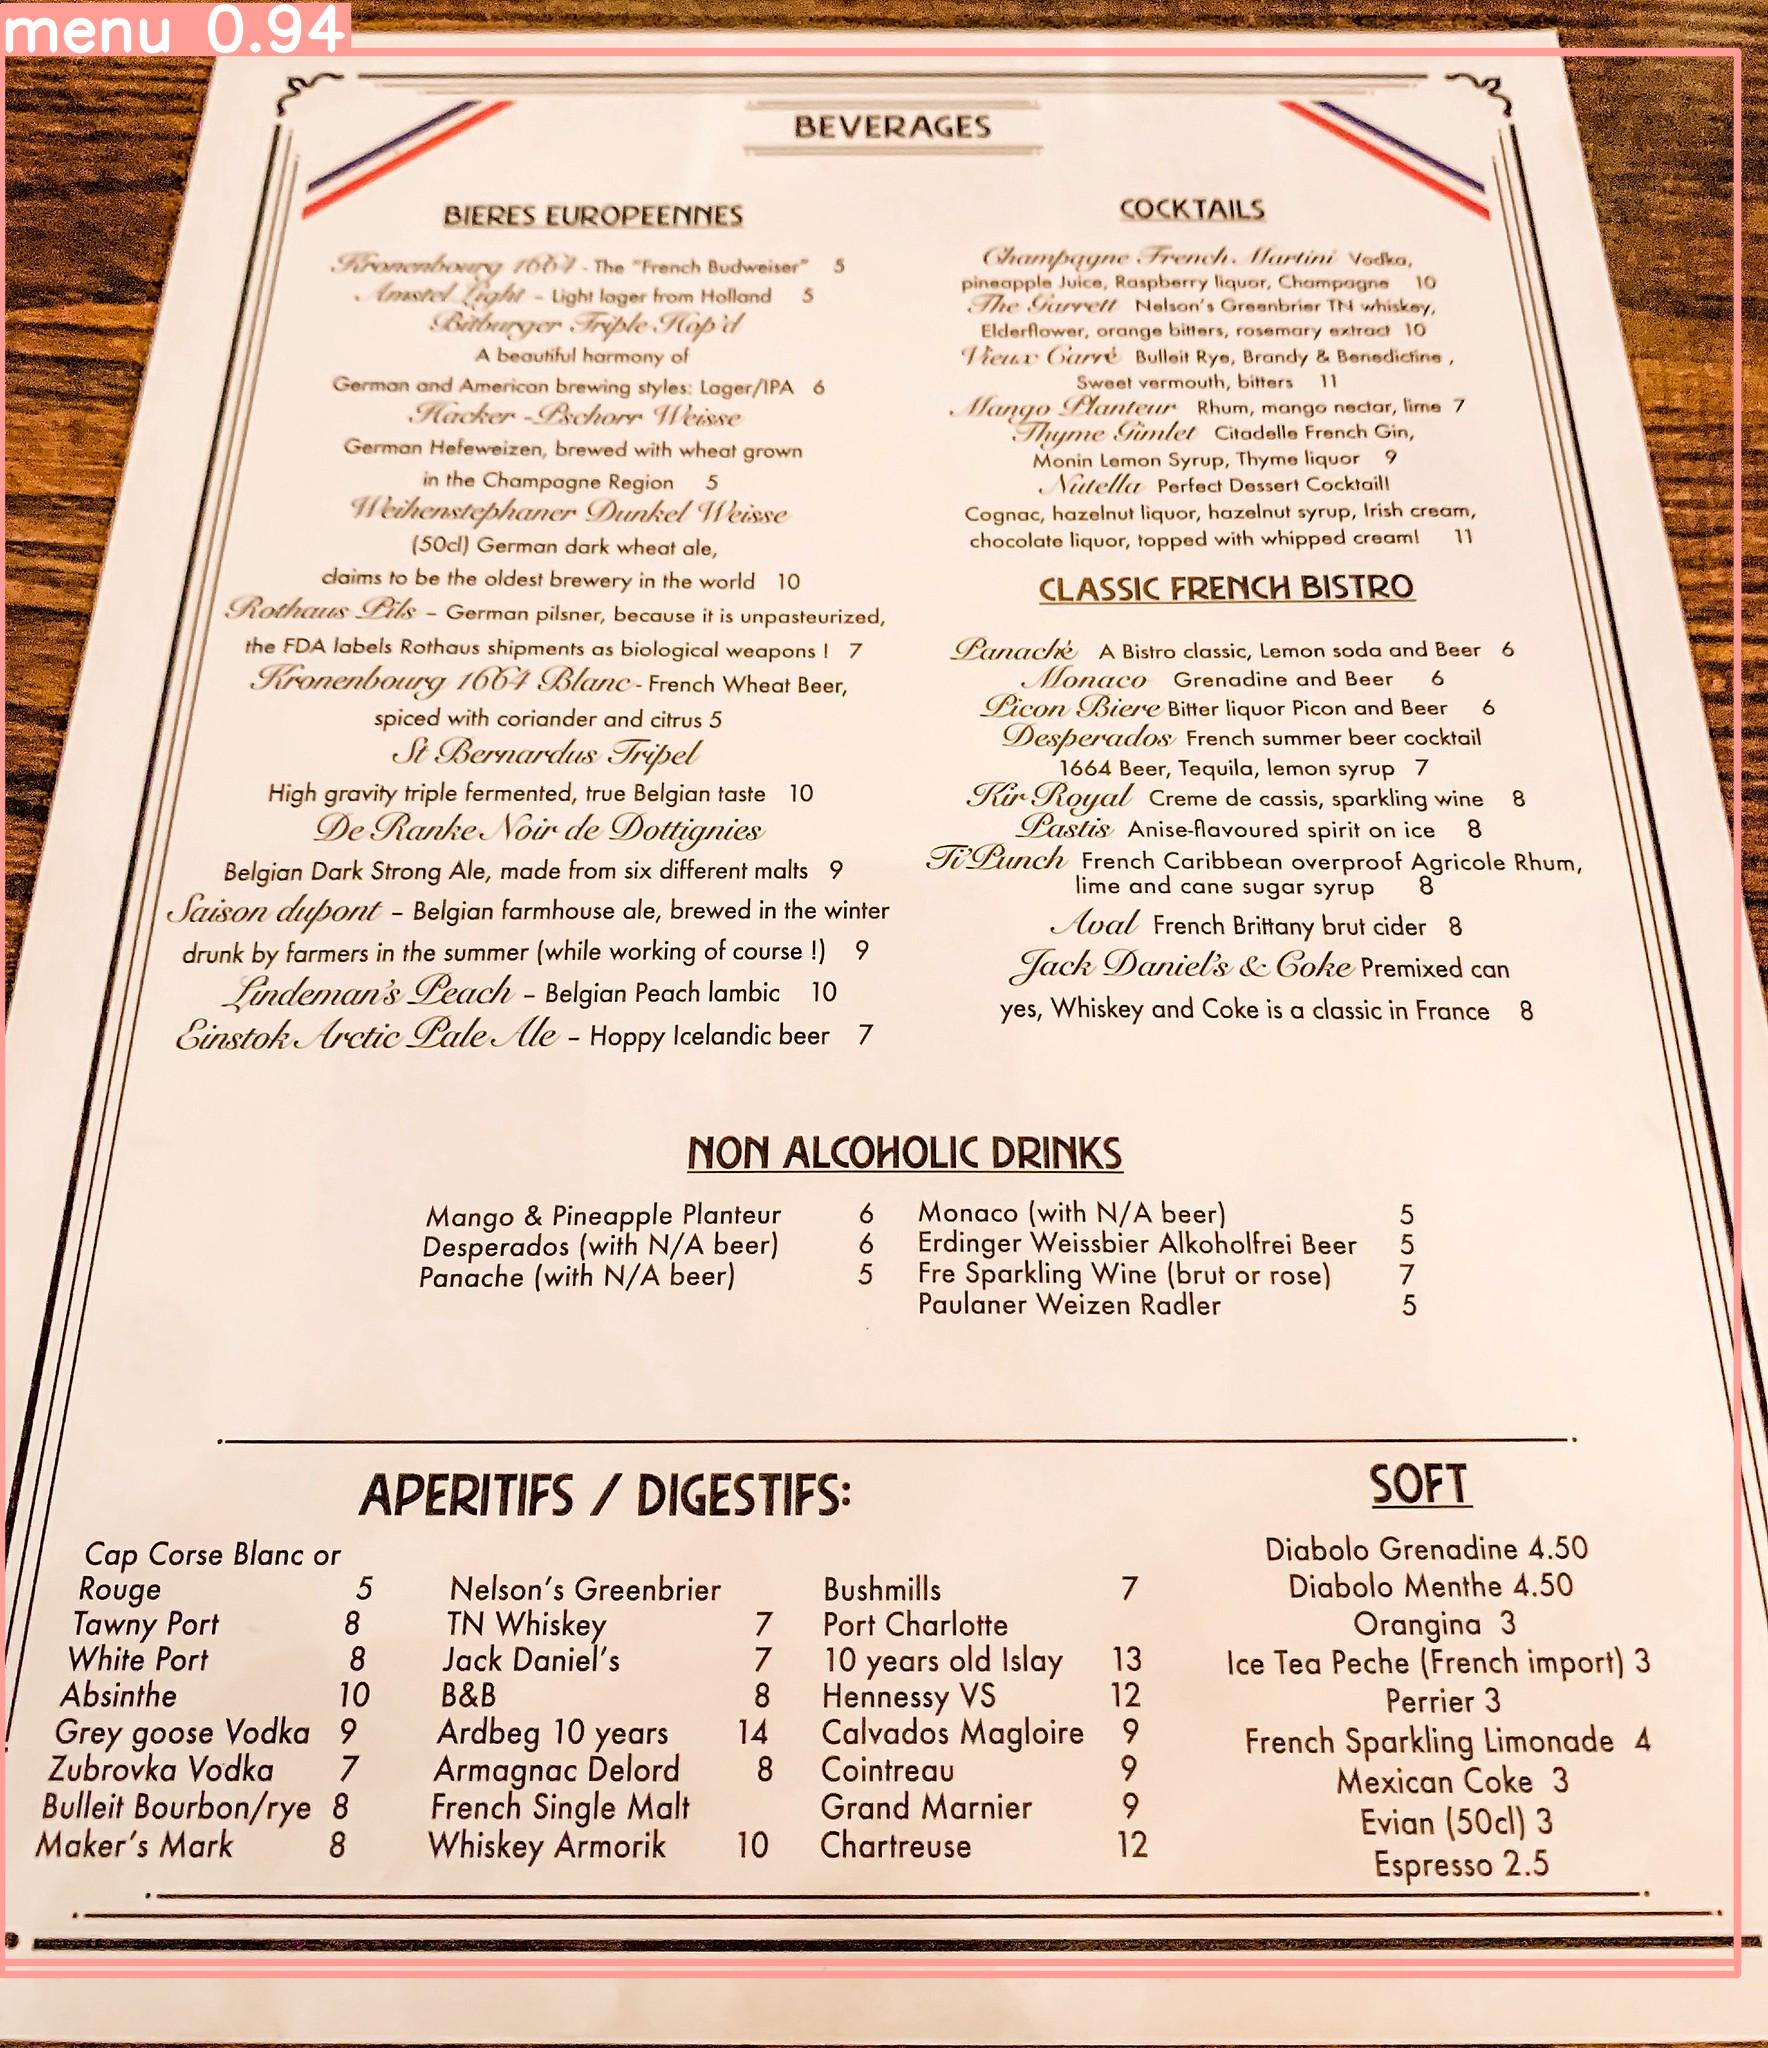 menu 0.94
BEVERAGES
BIERES EUROPEENNES
Kronenbourg 1664 - The "French Budweiser" 5
Amstel Light - Light lager from Holland 5
Bitburger Triple Hop'd
A beautiful harmony of
German and American brewing styles: Lager/IPA 6
Hacker-Pschorr Weisse
German Hefeweizen, brewed with wheat grown
in the Champagne Region 5
Weihenstephaner Dunkel Weisse
(50cl) German dark wheat ale,
claims to be the oldest brewery in the world 10
Rothaus Pils – German pilsner, because it is unpasteurized,
the FDA labels Rothaus shipments as biological weapons ! 7
Kronenbourg 1664 Blanc - French Wheat Beer,
spiced with coriander and citrus 5
St Bernardus Tripel
High gravity triple fermented, true Belgian taste 10
De Ranke Noir de Dottignies
Belgian Dark Strong Ale, made from six different malts 9
Saison dupont – Belgian farmhouse ale, brewed in the winter
drunk by farmers in the summer (while working of course !) 9
Lindeman's Peach – Belgian Peach lambic 10
Einstok Arctic Pale Ale – Hoppy Icelandic beer 7
COCKTAILS
Champagne French Martini Vodka,
pineapple Juice, Raspberry liquor, Champagne 10
The Garrett Nelson's Greenbrier TN whiskey,
Elderflower, orange bitters, rosemary extract 10
Vieux Carré Bulleit Rye, Brandy & Benedictine ,
Sweet vermouth, bitters 11
Mango Planteur Rhum, mango nectar, lime 7
Thyme Gimlet Citadelle French Gin,
Monin Lemon Syrup, Thyme liquor 9
Nutella Perfect Dessert Cocktail!
Cognac, hazelnut liquor, hazelnut syrup, Irish cream,
chocolate liquor, topped with whipped cream! 11
CLASSIC FRENCH BISTRO
Panaché A Bistro classic, Lemon soda and Beer 6
Monaco Grenadine and Beer 6
Picon Biere Bitter liquor Picon and Beer 6
Desperados French summer beer cocktail
1664 Beer, Tequila, lemon syrup 7
Kir Royal Creme de cassis, sparkling wine 8
Pastis Anise-flavoured spirit on ice 8
Ti'Punch French Caribbean overproof Agricole Rhum,
lime and cane sugar syrup 8
Aval French Brittany brut cider 8
Jack Daniel's & Coke Premixed can
yes, Whiskey and Coke is a classic in France 8
NON ALCOHOLIC DRINKS
Mango & Pineapple Planteur 6
Desperados (with N/A beer) 6
Panache (with N/A beer) 5
Monaco (with N/A beer) 5
Erdinger Weissbier Alkoholfrei Beer 5
Fre Sparkling Wine (brut or rose) 7
Paulaner Weizen Radler 5
APERITIFS / DIGESTIFS:
Cap Corse Blanc or
Rouge 5
Tawny Port 8
White Port 8
Absinthe 10
Grey goose Vodka 9
Zubrovka Vodka 7
Bulleit Bourbon/rye 8
Maker's Mark 8
Nelson's Greenbrier
TN Whiskey 7
Jack Daniel's 7
B&B 8
Ardbeg 10 years 14
Armagnac Delord 8
French Single Malt
Whiskey Armorik 10
Bushmills 7
Port Charlotte
10 years old Islay 13
Hennessy VS 12
Calvados Magloire 9
Cointreau 9
Grand Marnier 9
Chartreuse 12
SOFT
Diabolo Grenadine 4.50
Diabolo Menthe 4.50
Orangina 3
Ice Tea Peche (French import) 3
Perrier 3
French Sparkling Limonade 4
Mexican Coke 3
Evian (50cl) 3
Espresso 2.5